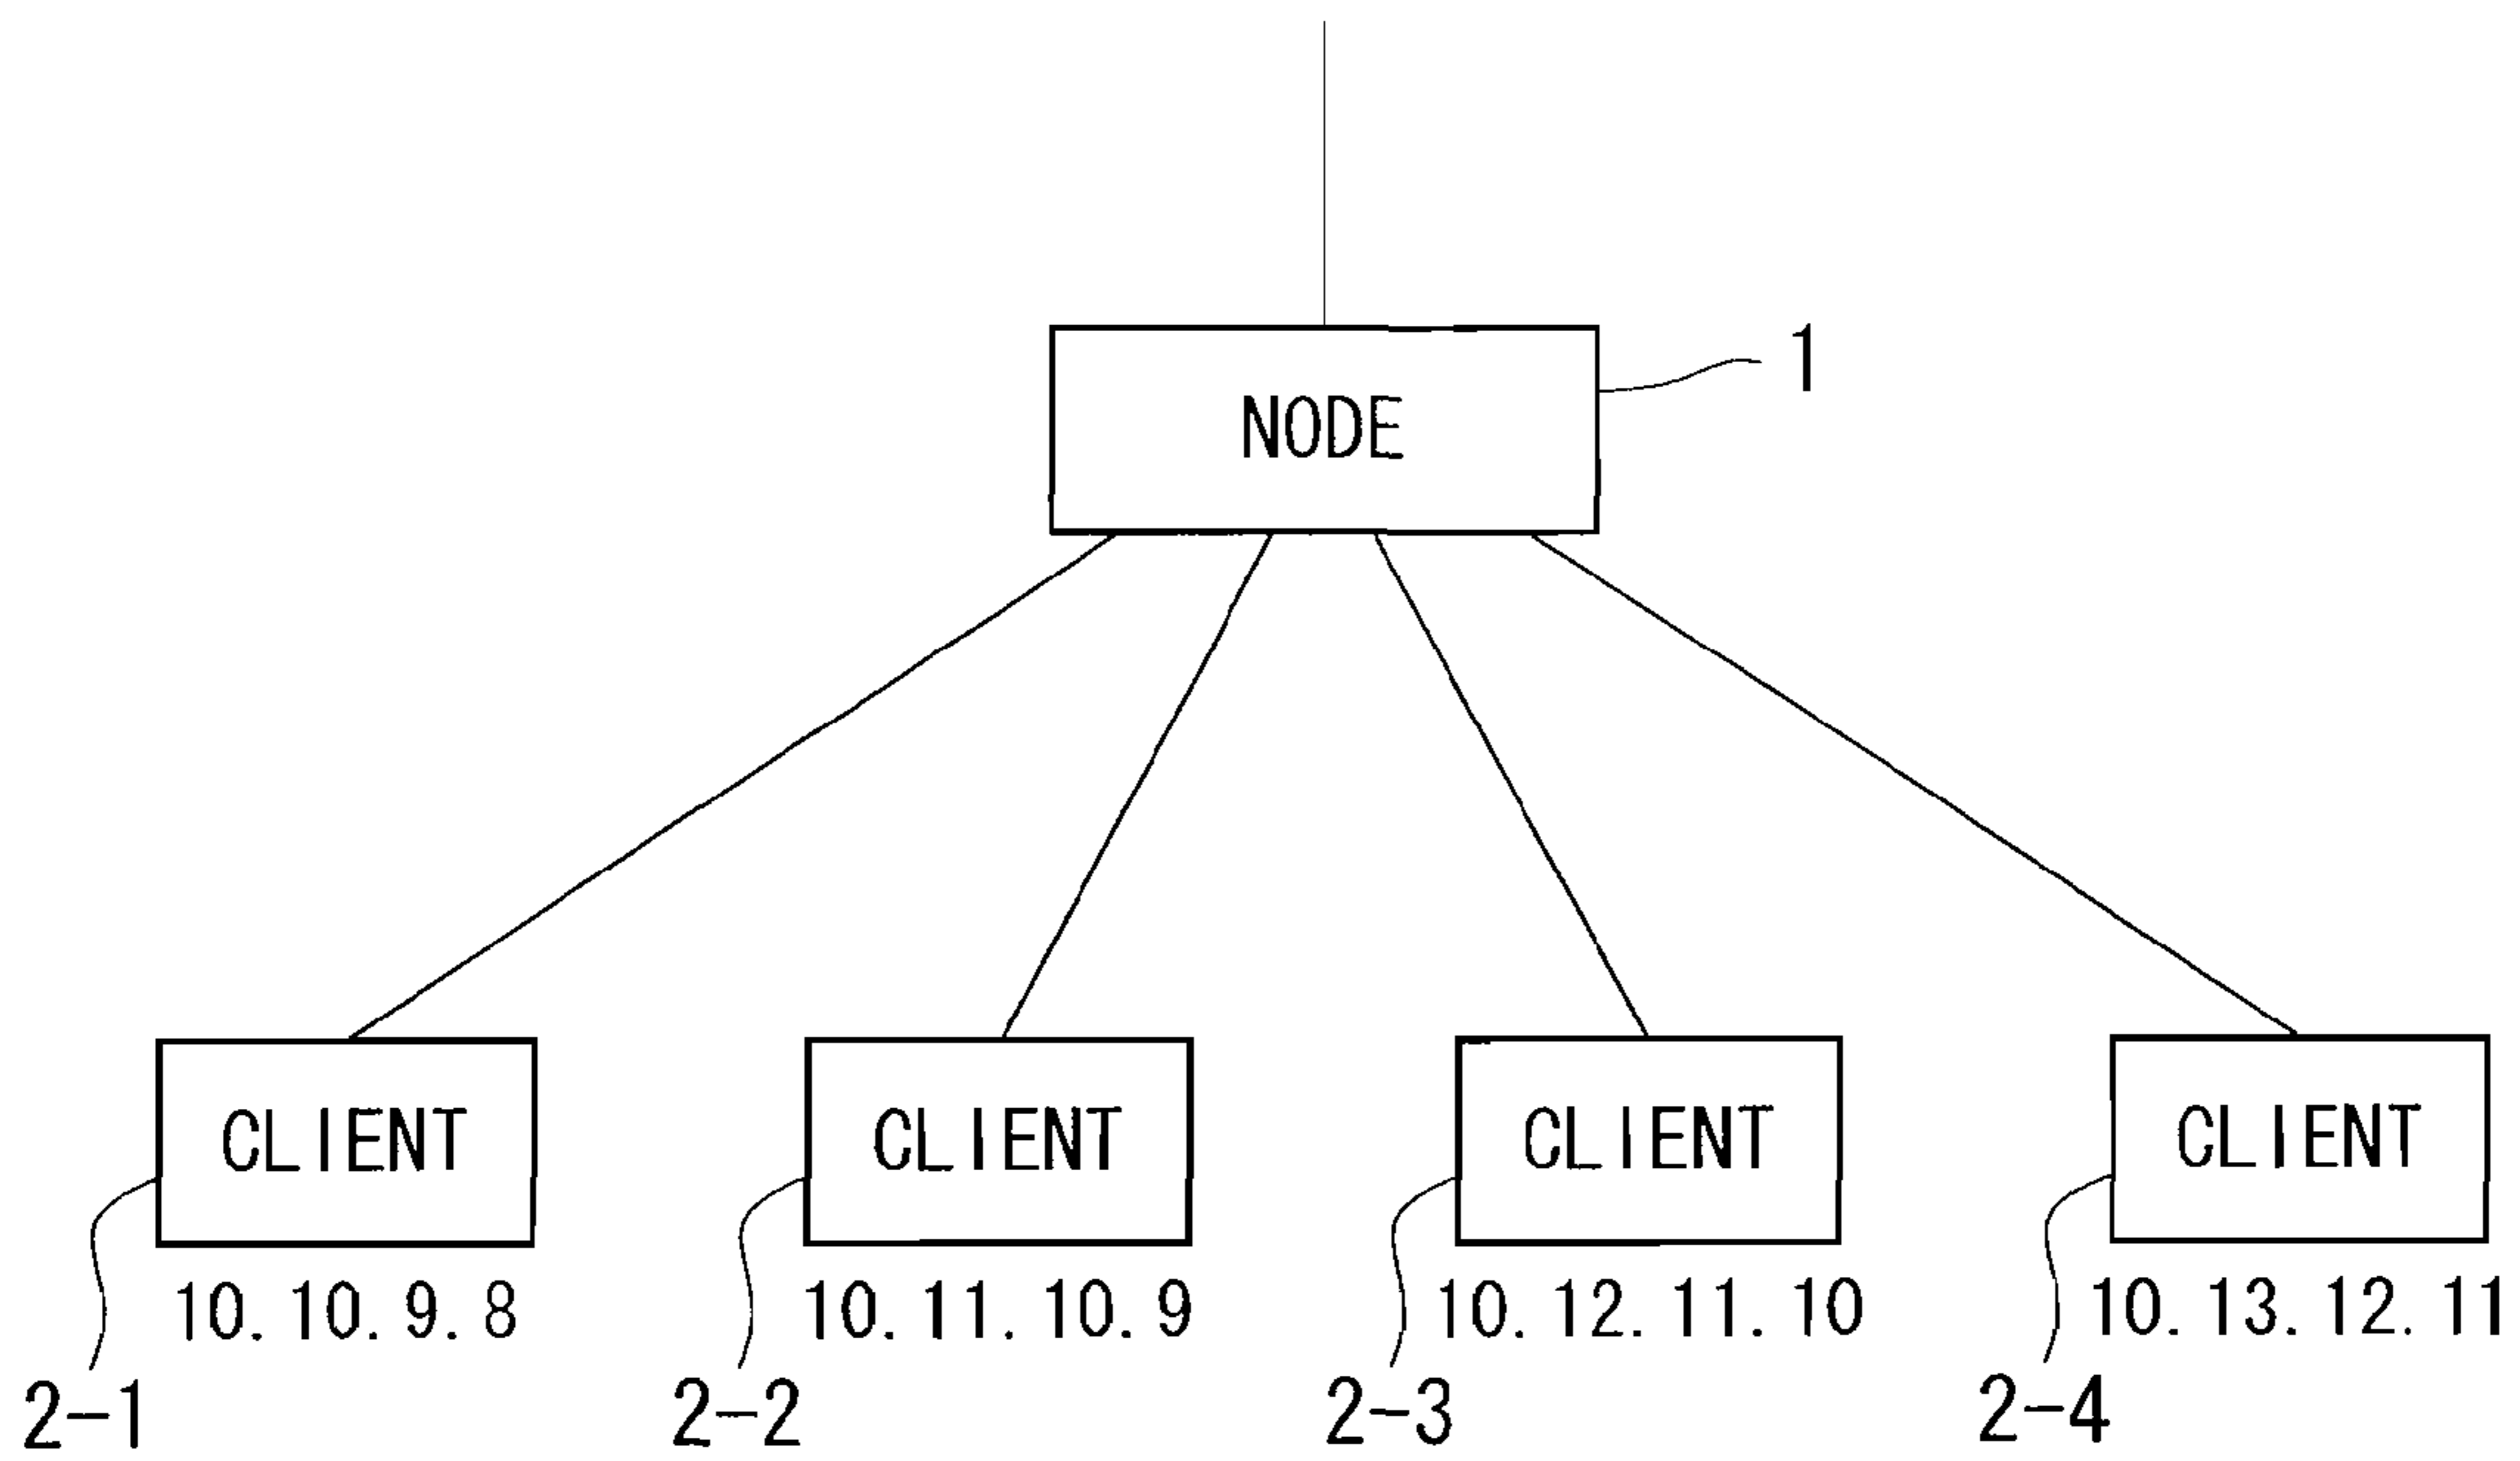 1
NODE
CLIENT CLIENT CLIENT CLIENT
10. 10. 9. 8 10. 11. 10. 9 10. 12. 11. 10 10. 13. 12. 11
2-1 2-2 2-3 2-4